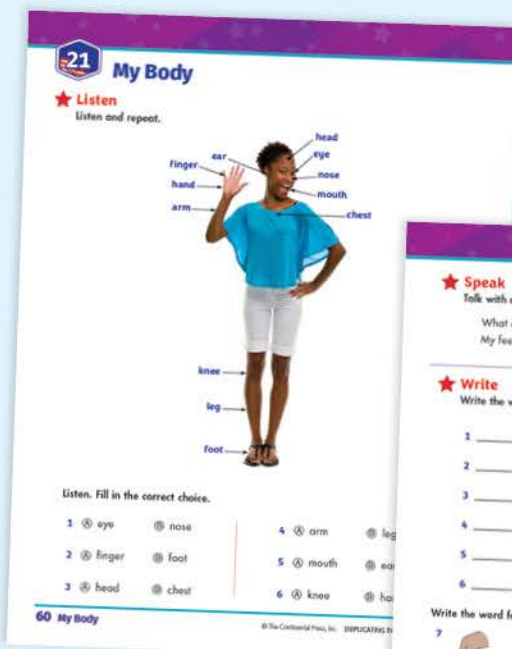 21
My Body
Listen
Listen and repeat.
head
ear
eye
finger
nose
hand
mouth
arm
chest
knee
leg
foot
Listen. Fill in the correct choice.
1 Ⓐ eye Ⓑ nose
2 Ⓐ finger Ⓑ foot
3 Ⓐ head Ⓑ chest
4 Ⓐ arm Ⓑ leg
5 Ⓐ mouth Ⓑ
6 Ⓐ knee Ⓑ
60 My Body
© The Continental Press, Inc. DUPLICATING
Speak
Talk with
What
My
Write
Write the
1
2
3
4
5
6
Write the word
7